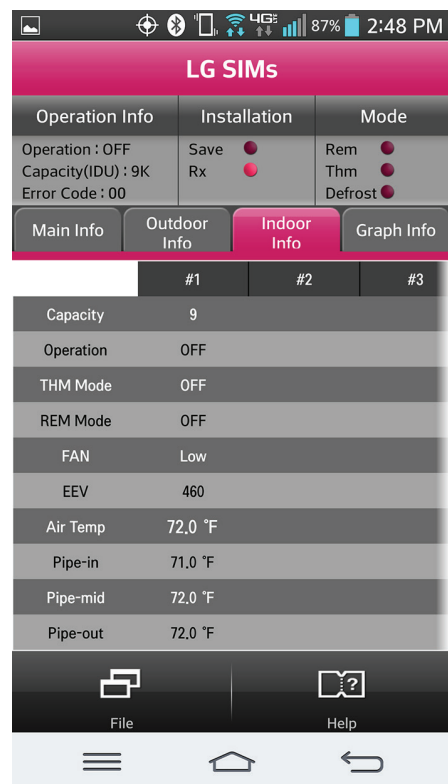 4G 87% 2:48 PM
LG SIMs
Operation Info Installation Mode
Operation : OFF Save Rem
Capacity(IDU) : 9K Rx Thm
Error Code : 00 Defrost
Main Info Outdoor Info Indoor Info Graph Info
#1 #2 #3
Capacity 9
Operation OFF
THM Mode OFF
REM Mode OFF
FAN Low
EEV 460
Air Temp 72.0 °F
Pipe-in 71.0 °F
Pipe-mid 72.0 °F
Pipe-out 72.0 °F
?
File Help